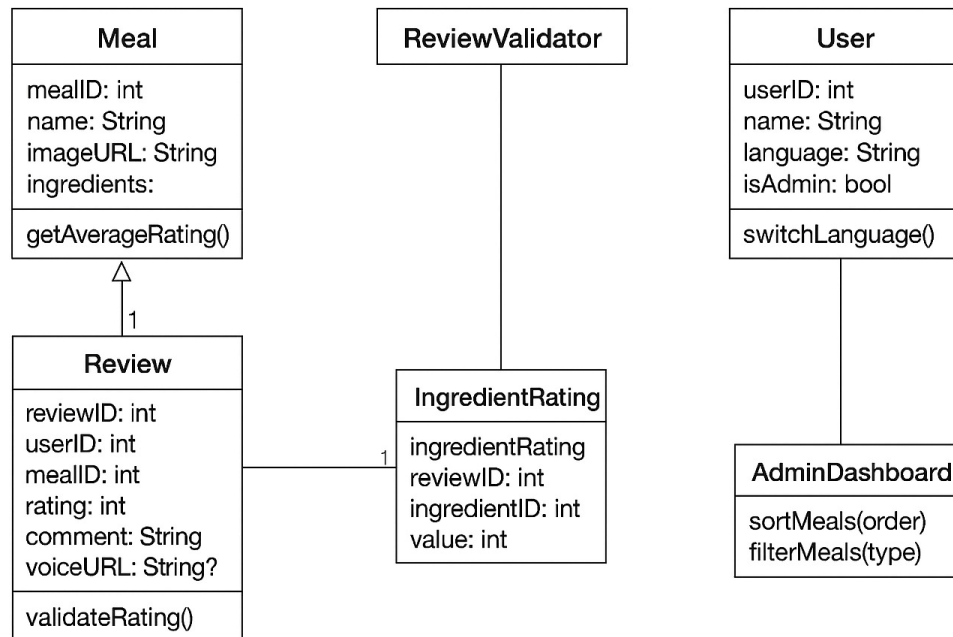 Meal
mealID: int
name: String
imageURL: String
ingredients:
getAverageRating()
1
Review
reviewID: int
userID: int
mealID: int
rating: int
comment: String
voiceURL: String?
validateRating()
ReviewValidator
1
IngredientRating
ingredientRating
reviewID: int
ingredientID: int
value: int
User
userID: int
name: String
language: String
isAdmin: bool
switchLanguage()
AdminDashboard
sortMeals(order)
filterMeals(type)